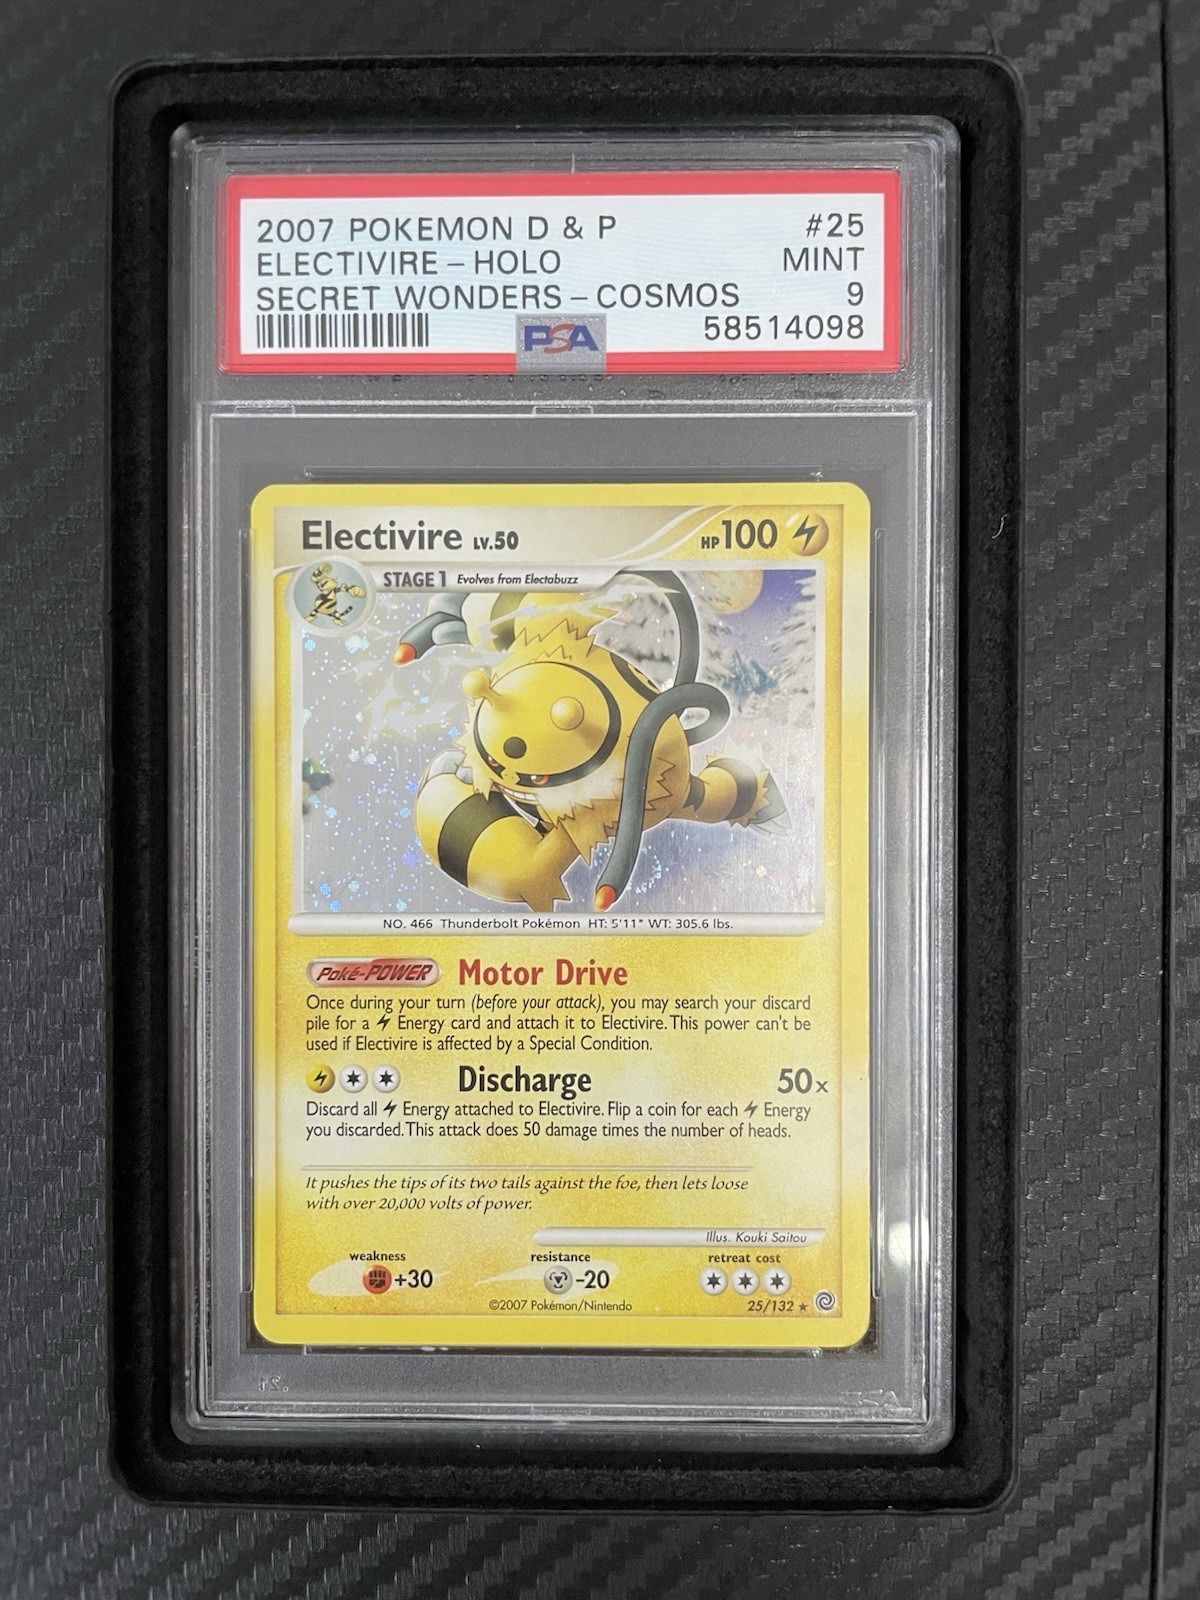 2007 POKEMON D & P #25
ELECTIVIRE - HOLO MINT
SECRET WONDERS - COSMOS 9
PSA 58514098
Electivire LV.50 HP 100
STAGE 1 Evolves from Electabuzz
NO. 466 Thunderbolt Pokémon HT: 5'11" WT: 305.6 lbs.
Poké-POWER Motor Drive
Once during your turn (before your attack), you may search your discard
pile for a Energy card and attach it to Electivire. This power can't be
used if Electivire is affected by a Special Condition.
Discharge 50x
Discard all Energy attached to Electivire. Flip a coin for each Energy
you discarded. This attack does 50 damage times the number of heads.
It pushes the tips of its two tails against the foe, then lets loose
with over 20,000 volts of power.
Illus. Kouki Saitou
weakness resistance retreat cost
+30 -20
©2007 Pokémon/Nintendo 25/132 ★
PSA